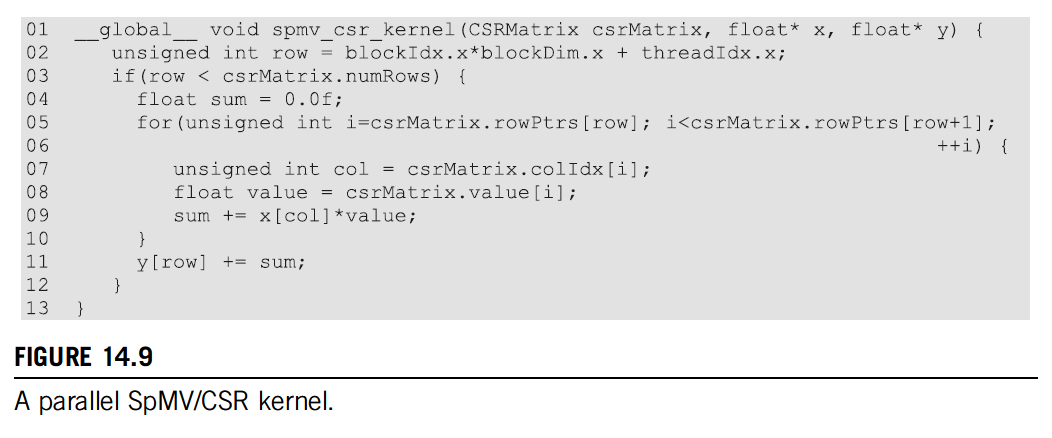 01 __global__ void spmv_csr_kernel(CSRMatrix csrMatrix, float* x, float* y) {
02 unsigned int row = blockIdx.x*blockDim.x + threadIdx.x;
03 if(row < csrMatrix.numRows) {
04 float sum = 0.0f;
05 for(unsigned int i=csrMatrix.rowPtrs[row]; i<csrMatrix.rowPtrs[row+1];
06 ++i) {
07 unsigned int col = csrMatrix.colIdx[i];
08 float value = csrMatrix.value[i];
09 sum += x[col]*value;
10 }
11 y[row] += sum;
12 }
13 }
FIGURE 14.9
A parallel SpMV/CSR kernel.